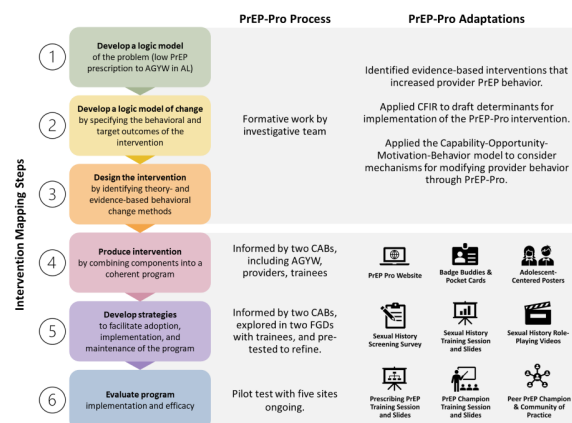 PrEP-Pro Process
PrEP-Pro Adaptations
Intervention Mapping Steps
1
Develop a logic model
of the problem (low PrEP
prescription to AGYW in AL)
2
Develop a logic model of change
by specifying the behavioral and
target outcomes of the
intervention
3
Design the intervention
by identifying theory- and
evidence-based behavioral
change methods
Formative work by
investigative team
Identified evidence-based interventions that
increased provider PrEP behavior.
Applied CFIR to draft determinants for
implementation of the PrEP-Pro intervention.
Applied the Capability-Opportunity-
Motivation-Behavior model to consider
mechanisms for modifying provider behavior
through PrEP-Pro.
4
Produce intervention
by combining components into a
coherent program
Informed by two CABs,
including AGYW,
providers, trainees
PrEP Pro Website
Badge Buddies &
Pocket Cards
Adolescent-
Centered Posters
5
Develop strategies
to facilitate adoption,
implementation, and
maintenance of the program
Informed by two CABs,
explored in two FGDs
with trainees, and pre-
tested to refine.
Sexual History
Screening Survey
Sexual History
Training Session
and Slides
Sexual History Role-
Playing Videos
6
Evaluate program
implementation and efficacy
Pilot test with five sites
ongoing.
Prescribing PrEP
Training Session
and Slides
PrEP Champion
Training Session
and Slides
Peer PrEP Champion
& Community of
Practice